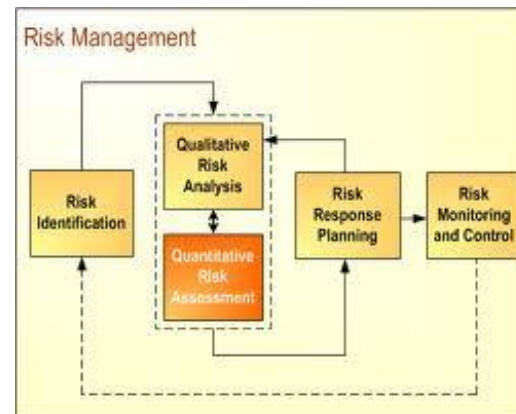 Risk Management
Qualitative
Risk
Analysis
Risk
Identification
Risk
Response
Planning
Risk
Monitoring
and Control
Quantitative
Risk
Assessment